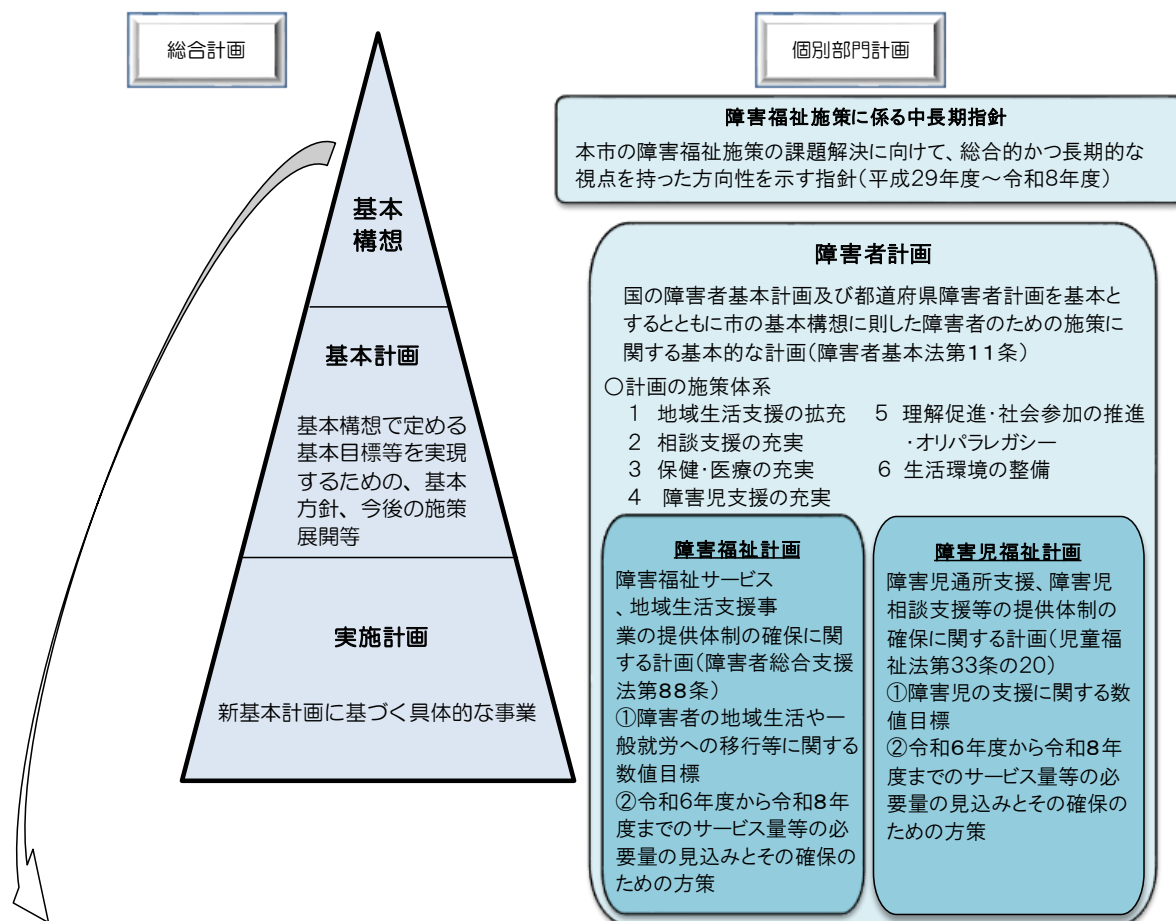 総合計画
個別部門計画
基本
構想
基本計画
基本構想で定める
基本目標等を実現
するための、基本
方針、今後の施策
展開等
実施計画
新基本計画に基づく具体的な事業
障害福祉施策に係る中長期指針
本市の障害福祉施策の課題解決に向けて、総合的かつ長期的な
視点を持った方向性を示す指針(平成29年度~令和8年度)
障害者計画
国の障害者基本計画及び都道府県障害者計画を基本と
するとともに市の基本構想に則した障害者のための施策に
関する基本的な計画(障害者基本法第11条)
○計画の施策体系
1 地域生活支援の拡充
2 相談支援の充実
3 保健・医療の充実
4 障害児支援の充実
5 理解促進・社会参加の推進
・オリパラレガシー
6 生活環境の整備
障害福祉計画
障害福祉サービス
、地域生活支援事
業の提供体制の確保に関
する計画(障害者総合支援
法第88条)
①障害者の地域生活や一
般就労への移行等に関する
数値目標
②令和6年度から令和8年
度までのサービス量等の必
要量の見込みとその確保の
ための方策
障害児福祉計画
障害児通所支援、障害児
相談支援等の提供体制の
確保に関する計画(児童福
祉法第33条の20)
①障害児の支援に関する数
値目標
②令和6年度から令和8年
度までのサービス量等の必
要量の見込みとその確保の
ための方策